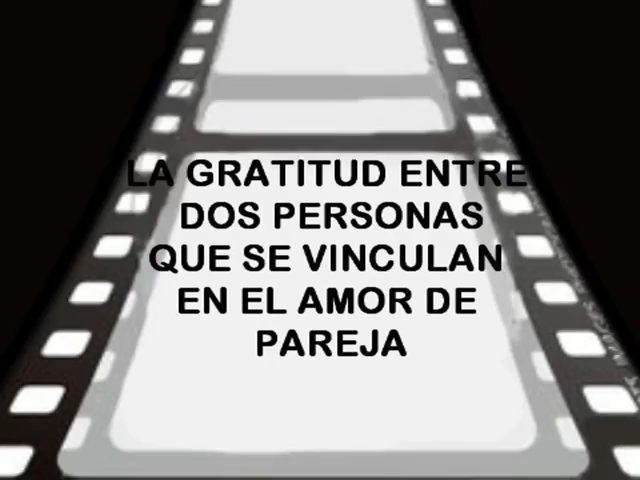 LA GRATITUD ENTRE
DOS PERSONAS
QUE SE VINCULAN
EN EL AMOR DE
PAREJA